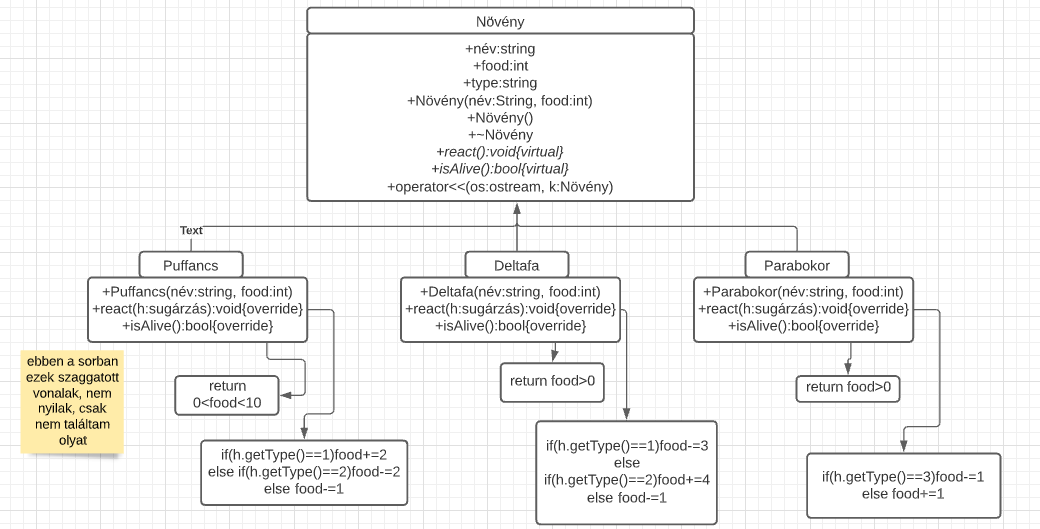 Növény
+név:string
+food:int
+type:string
+Növény(név:String, food:int)
+Növény()
+~Növény
+react():void{virtual}
+isAlive():bool{virtual}
+operator<<(os:ostream, k:Növény)
Text
Puffancs
+Puffancs(név:string, food:int)
+react(h:sugárzás):void{override}
+isAlive():bool{override}
Deltafa
+Deltafa(név:string, food:int)
+react(h:sugárzás):void{override}
+isAlive():bool{override}
Parabokor
+Parabokor(név:string, food:int)
+react(h:sugárzás):void{override}
+isAlive():bool{override}
ebben a sorban
ezek szaggatott
vonalak, nem
nyilak, csak
nem találtam
olyat
return
0<food<10
return food>0
return food>0
if(h.getType()==1)food+=2
else if(h.getType()==2)food-=2
else food-=1
if(h.getType()==1)food-=3
else
if(h.getType()==2)food+=4
else food-=1
if(h.getType()==3)food-=1
else food+=1